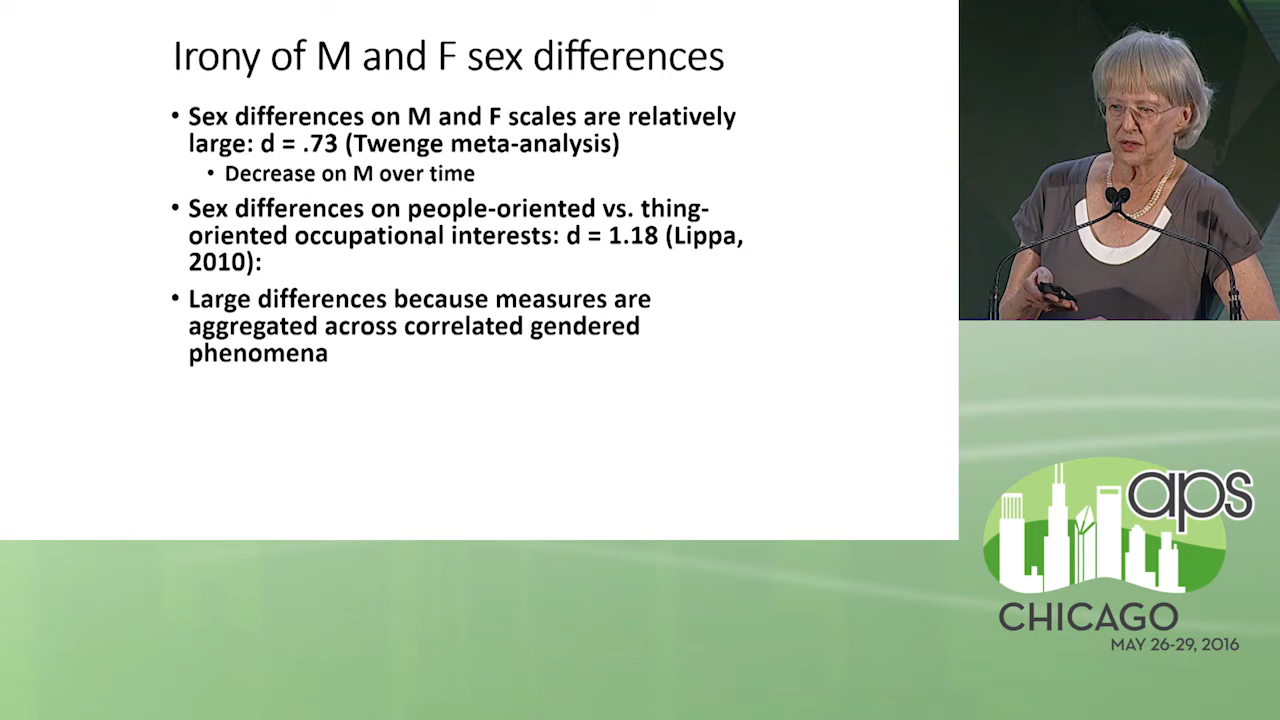 Irony of M and F sex differences
• Sex differences on M and F scales are relatively
large: d = .73 (Twenge meta-analysis)
• Decrease on M over time
• Sex differences on people-oriented vs. thing-
oriented occupational interests: d = 1.18 (Lippa,
2010):
• Large differences because measures are
aggregated across correlated gendered
phenomena
aps
CHICAGO
MAY 26-29, 2016